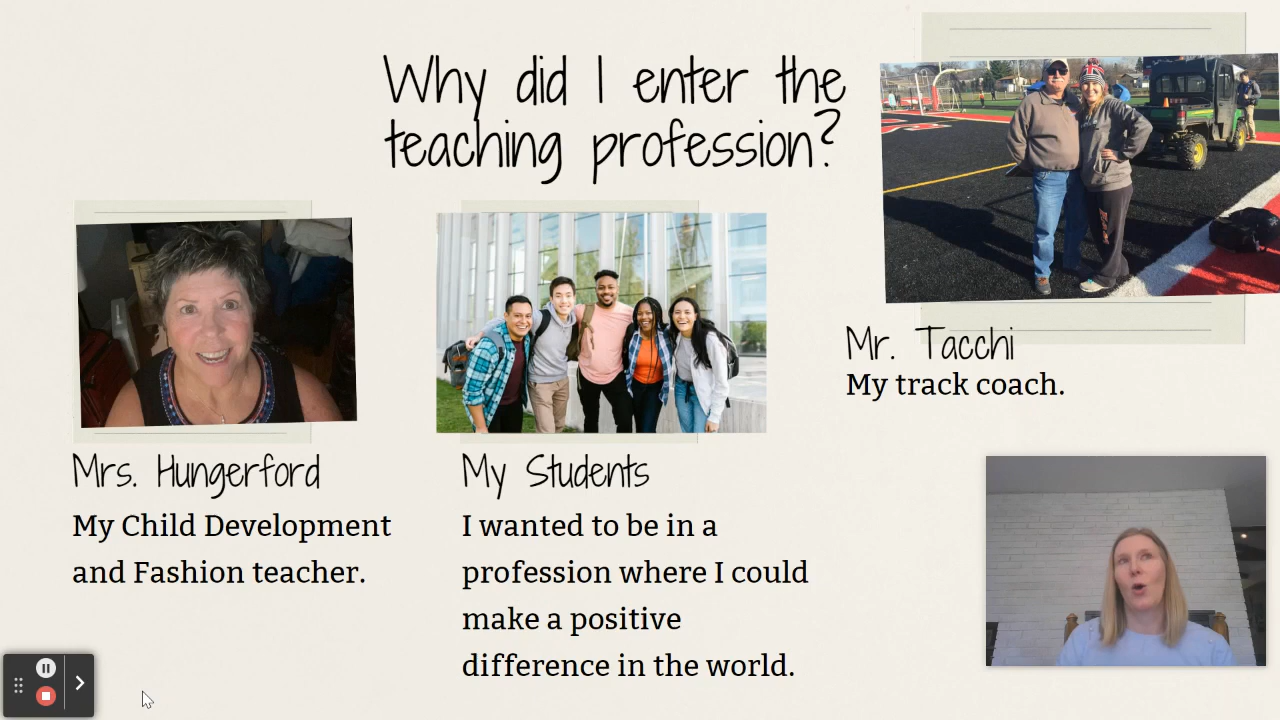 Why did I enter the
teaching profession?
Mr. Tacchi
My track coach.
Mrs. Hungerford
My Child Development
and Fashion teacher.
My Students
I wanted to be in a
profession where I could
make a positive
difference in the world.